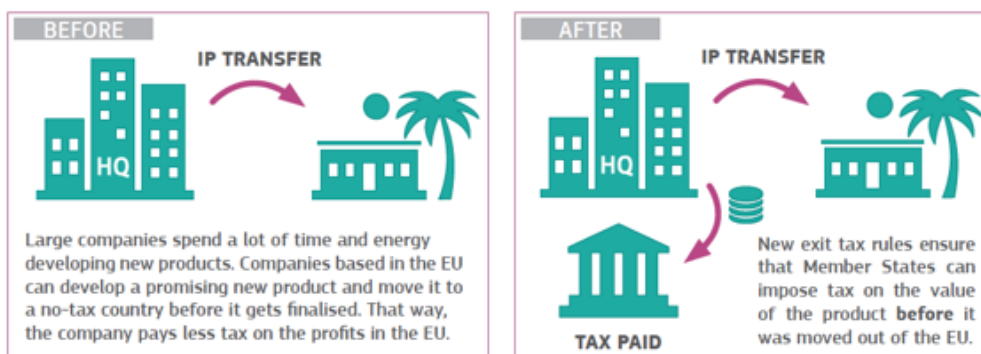 BEFORE
IP TRANSFER
HQ
Large companies spend a lot of time and energy
developing new products. Companies based in the EU
can develop a promising new product and move it to
a no-tax country before it gets finalised. That way,
the company pays less tax on the profits in the EU.
AFTER
IP TRANSFER
HQ
TAX PAID
New exit tax rules ensure
that Member States can
impose tax on the value
of the product before it
was moved out of the EU.